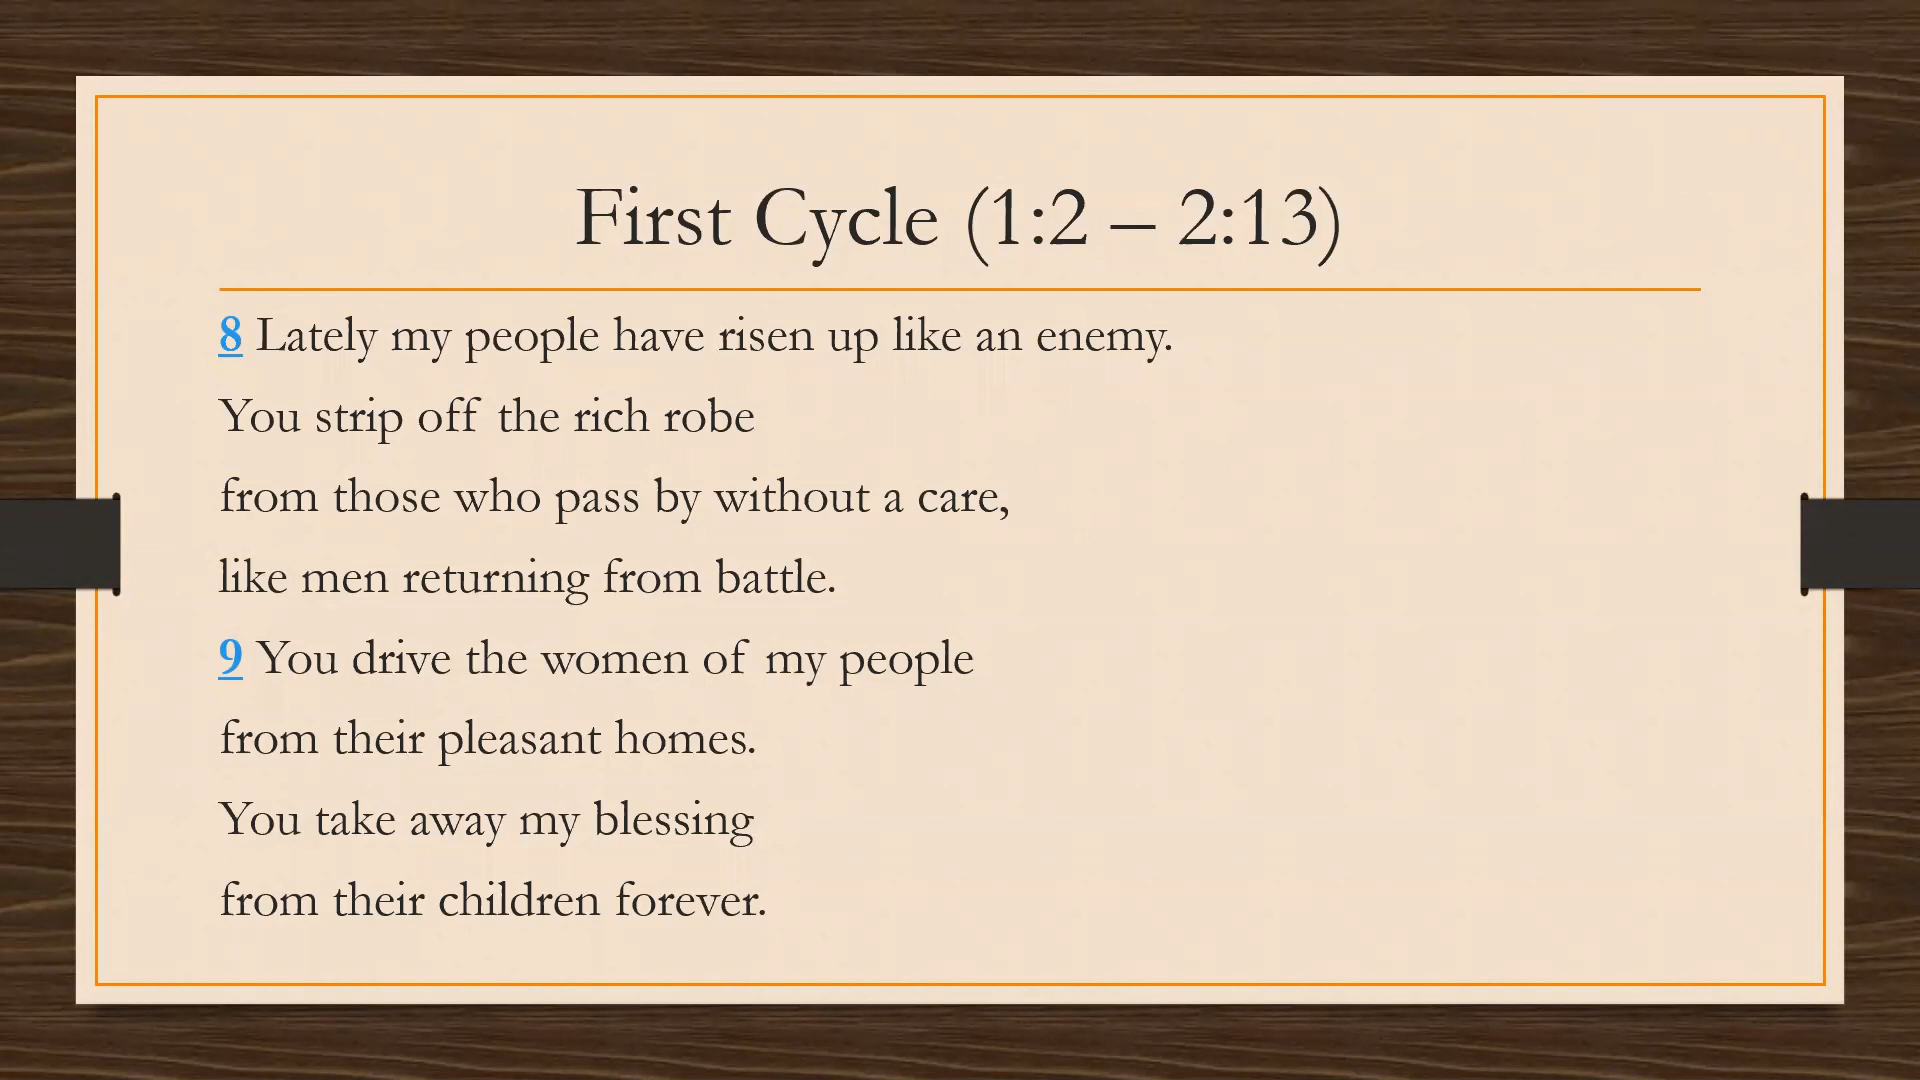 First Cycle (1:2 – 2:13)
8 Lately my people have risen up like an enemy.
You strip off the rich robe
from those who pass by without a care,
like men returning from battle.
9 You drive the women of my people
from their pleasant homes.
You take away my blessing
from their children forever.